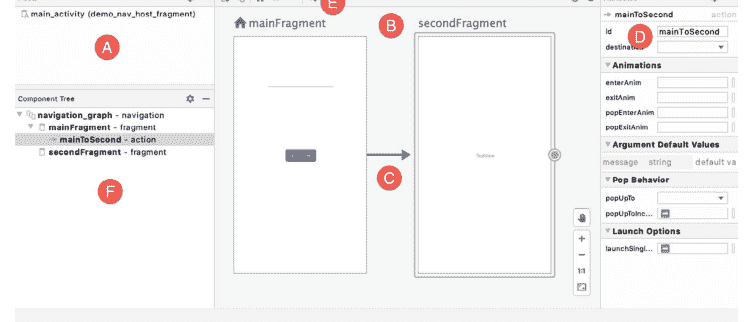 main_activity (demo_nav_host_fragment)
A
Component Tree
navigation_graph - navigation
mainFragment - fragment
mainToSecond - action
secondFragment - fragment
F
E
mainFragment
B
secondFragment
C
TextView
1:1
mainToSecond action
D
id mainToSecond
destination
Animations
enterAnim
exitAnim
popEnterAnim
popExitAnim
Argument Default Values
message string default va
Pop Behavior
popUpTo
popUpToInc...
Launch Options
launchSingl...